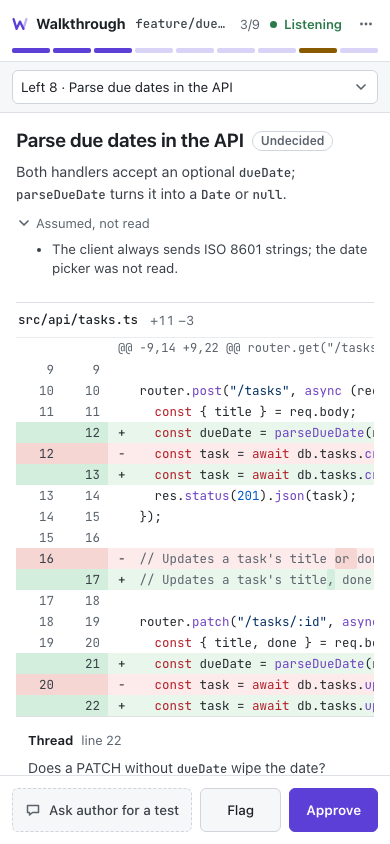 Walkthrough feature/due… 3/9 Listening
Left 8 · Parse due dates in the API
Parse due dates in the API Undecided
Both handlers accept an optional dueDate;
parseDueDate turns it into a Date or null.
Assumed, not read
• The client always sends ISO 8601 strings; the date
picker was not read.
src/api/tasks.ts +11 −3
@@ -9,14 +9,22 @@ router.get("/tasks
9 9
10 10 router.post("/tasks", async (req
11 11 const { title } = req.body;
12 + const dueDate = parseDueDate(
12 - const task = await db.tasks.cr
13 + const task = await db.tasks.cr
13 14 res.status(201).json(task);
14 15 });
15 16
16 - // Updates a task's title or don
17 + // Updates a task's title, done
17 18
18 19 router.patch("/tasks/:id", async
19 20 const { title, done } = req.bo
21 + const dueDate = parseDueDate(
20 - const task = await db.tasks.up
22 + const task = await db.tasks.up
Thread line 22
Does a PATCH without dueDate wipe the date?
Ask author for a test
Flag
Approve